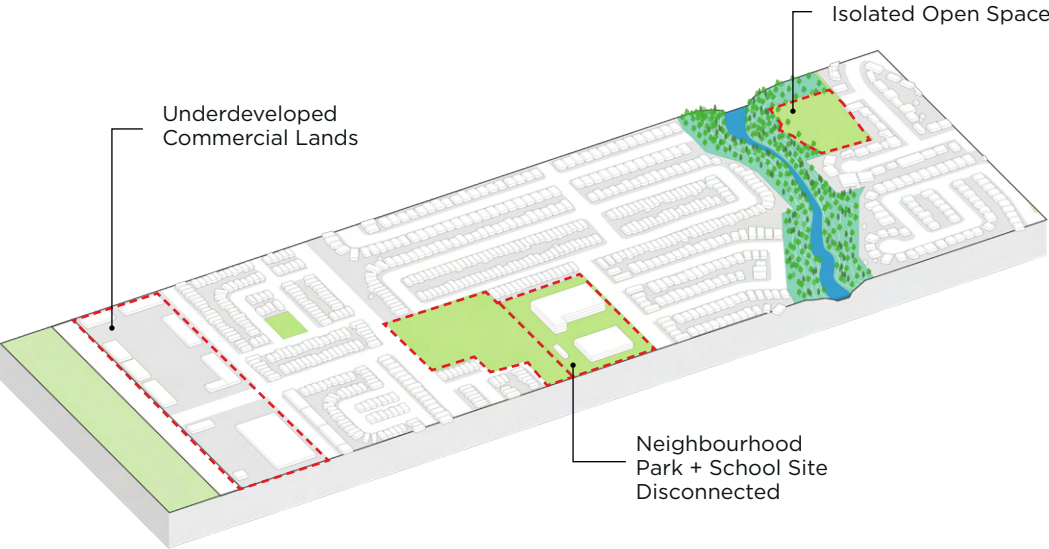 Isolated Open Space
Underdeveloped
Commercial Lands
Neighbourhood
Park + School Site
Disconnected